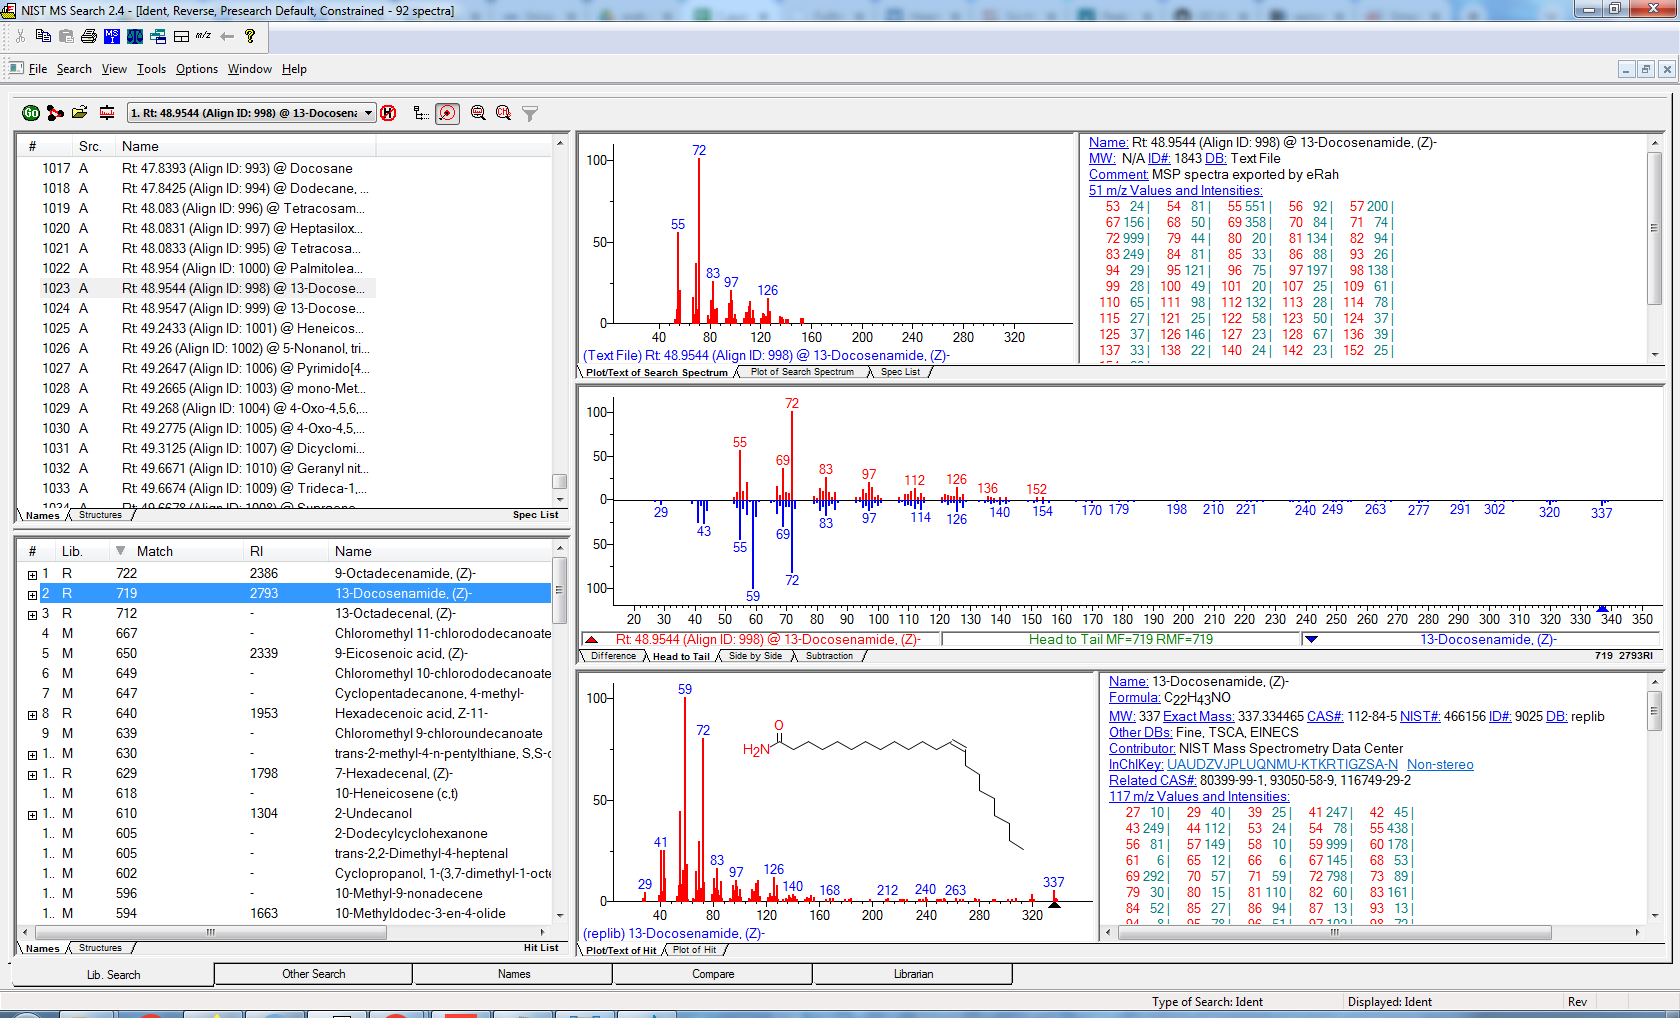 NIST MS Search 2.4 - [Ident, Reverse, Presearch Default, Constrained - 92 spectra]
File Search View Tools Options Window Help
1. Rt: 48.9544 (Align ID: 998) @ 13-Docosena
# Src. Name
1017 A Rt: 47.8393 (Align ID: 993) @ Docosane
1018 A Rt: 47.8425 (Align ID: 994) @ Dodecane, ...
1019 A Rt: 48.083 (Align ID: 996) @ Tetracosam...
1020 A Rt: 48.0831 (Align ID: 997) @ Heptasilox...
1021 A Rt: 48.0833 (Align ID: 995) @ Tetracosa...
1022 A Rt: 48.954 (Align ID: 1000) @ Palmitolea...
1023 A Rt: 48.9544 (Align ID: 998) @ 13-Docose...
1024 A Rt: 48.9547 (Align ID: 999) @ 13-Docose...
1025 A Rt: 49.2433 (Align ID: 1001) @ Heneicos...
1026 A Rt: 49.26 (Align ID: 1002) @ 5-Nonanol, tri...
1027 A Rt: 49.2647 (Align ID: 1006) @ Pyrimido[4...
1028 A Rt: 49.2665 (Align ID: 1003) @ mono-Met...
1029 A Rt: 49.268 (Align ID: 1004) @ 4-Oxo-4,5,6,...
1030 A Rt: 49.2775 (Align ID: 1005) @ 4-Oxo-4,5,...
1031 A Rt: 49.3125 (Align ID: 1007) @ Dicyclomi...
1032 A Rt: 49.6671 (Align ID: 1010) @ Geranyl nit...
1033 A Rt: 49.6674 (Align ID: 1009) @ Trideca-1,...
Names Structures Spec List
# Lib. Match RI Name
1 R 722 2386 9-Octadecenamide, (Z)-
2 R 719 2793 13-Docosenamide, (Z)-
3 R 712 - 13-Octadecenal, (Z)-
4 M 667 - Chloromethyl 11-chlorododecanoate
5 M 650 2339 9-Eicosenoic acid, (Z)-
6 M 649 - Chloromethyl 10-chlorododecanoate
7 M 647 - Cyclopentadecanone, 4-methyl-
8 R 640 1953 Hexadecenoic acid, Z-11-
9 M 639 - Chloromethyl 9-chloroundecanoate
1.. M 630 - trans-2-methyl-4-n-pentylthiane, S,S-
1.. R 629 1798 7-Hexadecenal, (Z)-
1.. M 618 - 10-Heneicosene (c,t)
1.. M 610 1304 2-Undecanol
1.. M 605 - 2-Dodecylcyclohexanone
1.. M 605 - trans-2,2-Dimethyl-4-heptenal
1.. M 602 - Cyclopropanol, 1-(3,7-dimethyl-1-octe
1.. M 596 - 10-Methyl-9-nonadecene
1.. M 594 1663 10-Methyldodec-3-en-4-olide
Names Structures Hit List
100
50
0
72
55
83
97
126
40 80 120 160 200 240 280 320
(Text File) Rt: 48.9544 (Align ID: 998) @ 13-Docosenamide, (Z)-
Plot/Text of Search Spectrum Plot of Search Spectrum Spec List
Name: Rt: 48.9544 (Align ID: 998) @ 13-Docosenamide, (Z)-
MW: N/A ID#: 1843 DB: Text File
Comment: MSP spectra exported by eRah
51 m/z Values and Intensities:
53 24| 54 81| 55 551| 56 92| 57 200|
67 156| 68 50| 69 358| 70 84| 71 74|
72 999| 79 44| 80 20| 81 134| 82 94|
83 249| 84 81| 85 33| 86 88| 93 26|
94 29| 95 121| 96 75| 97 197| 98 138|
99 28| 100 49| 101 20| 107 25| 109 61|
110 65| 111 98| 112 132| 113 28| 114 78|
115 27| 121 25| 122 58| 123 50| 124 37|
125 37| 126 146| 127 23| 128 67| 136 39|
137 33| 138 22| 140 24| 142 23| 152 25|
100
50
0
50
100
72
55
69
83 97 112 126 136 152
29 43 55 59 69 72 83 97 114 126 140 154 170 179 198 210 221 240 249 263 277 291 302 320 337
20 30 40 50 60 70 80 90 100 110 120 130 140 150 160 170 180 190 200 210 220 230 240 250 260 270 280 290 300 310 320 330 340 350
Rt: 48.9544 (Align ID: 998) @ 13-Docosenamide, (Z)- Head to Tail MF=719 RMF=719 13-Docosenamide, (Z)-
Difference Head to Tail Side by Side Subtraction 719 2793RI
100
50
0
59
72
41
29
83
97
126
140
168
212
240
263
337
O
H2N
40 80 120 160 200 240 280 320
(replib) 13-Docosenamide, (Z)-
Plot/Text of Hit Plot of Hit
Name: 13-Docosenamide, (Z)-
Formula: C22H43NO
MW: 337 Exact Mass: 337.334465 CAS#: 112-84-5 NIST#: 466156 ID#: 9025 DB: replib
Other DBs: Fine, TSCA, EINECS
Contributor: NIST Mass Spectrometry Data Center
InChIKey: UAUDZVJPLUQNMU-KTKRTIGZSA-N Non-stereo
Related CAS#: 80399-99-1, 93050-58-9, 116749-29-2
117 m/z Values and Intensities:
27 10| 29 40| 39 25| 41 247| 42 45|
43 249| 44 112| 53 24| 54 78| 55 438|
56 81| 57 149| 58 10| 59 999| 60 178|
61 6| 65 12| 66 6| 67 145| 68 53|
69 292| 70 57| 71 59| 72 798| 73 89|
79 30| 80 15| 81 110| 82 60| 83 161|
84 52| 85 27| 86 94| 87 13| 93 13|
Lib. Search Other Search Names Compare Librarian
Type of Search: Ident Displayed: Ident Rev